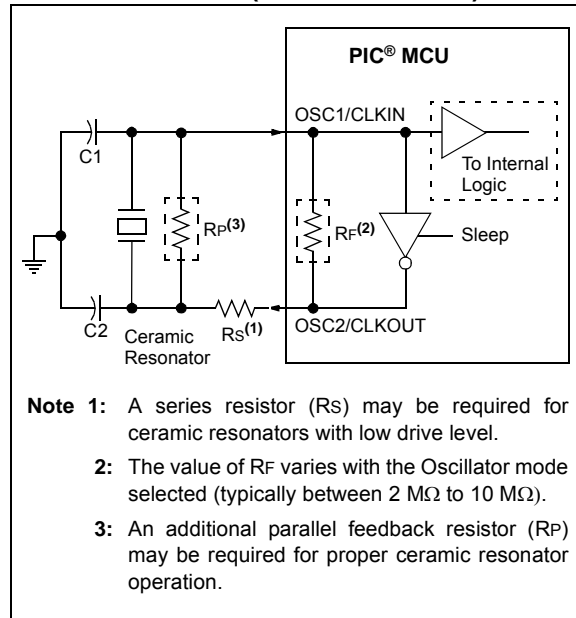 PIC® MCU
OSC1/CLKIN
C1
To Internal
Logic
RP(3)
RF(2)
Sleep
C2
Ceramic
Resonator
RS(1)
OSC2/CLKOUT
Note 1: A series resistor (RS) may be required for
ceramic resonators with low drive level.
2: The value of RF varies with the Oscillator mode
selected (typically between 2 MΩ to 10 MΩ).
3: An additional parallel feedback resistor (RP)
may be required for proper ceramic resonator
operation.